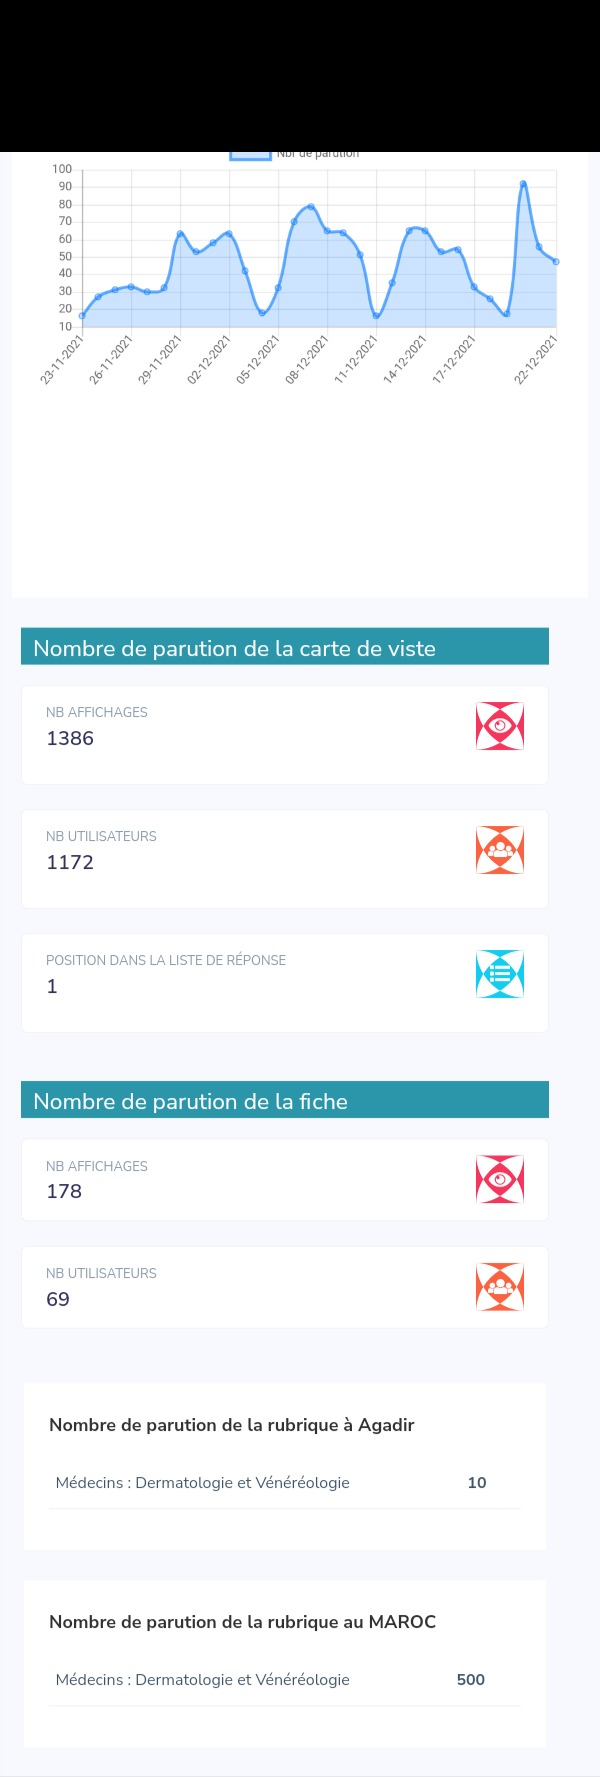 Nbr de parution
100
90
80
70
60
50
40
30
20
10
23-11-2021
26-11-2021
29-11-2021
02-12-2021
05-12-2021
08-12-2021
11-12-2021
14-12-2021
17-12-2021
22-12-2021
Nombre de parution de la carte de viste
NB AFFICHAGES
1386
NB UTILISATEURS
1172
POSITION DANS LA LISTE DE RÉPONSE
1
Nombre de parution de la fiche
NB AFFICHAGES
178
NB UTILISATEURS
69
Nombre de parution de la rubrique à Agadir
Médecins : Dermatologie et Vénéréologie 10
Nombre de parution de la rubrique au MAROC
Médecins : Dermatologie et Vénéréologie 500